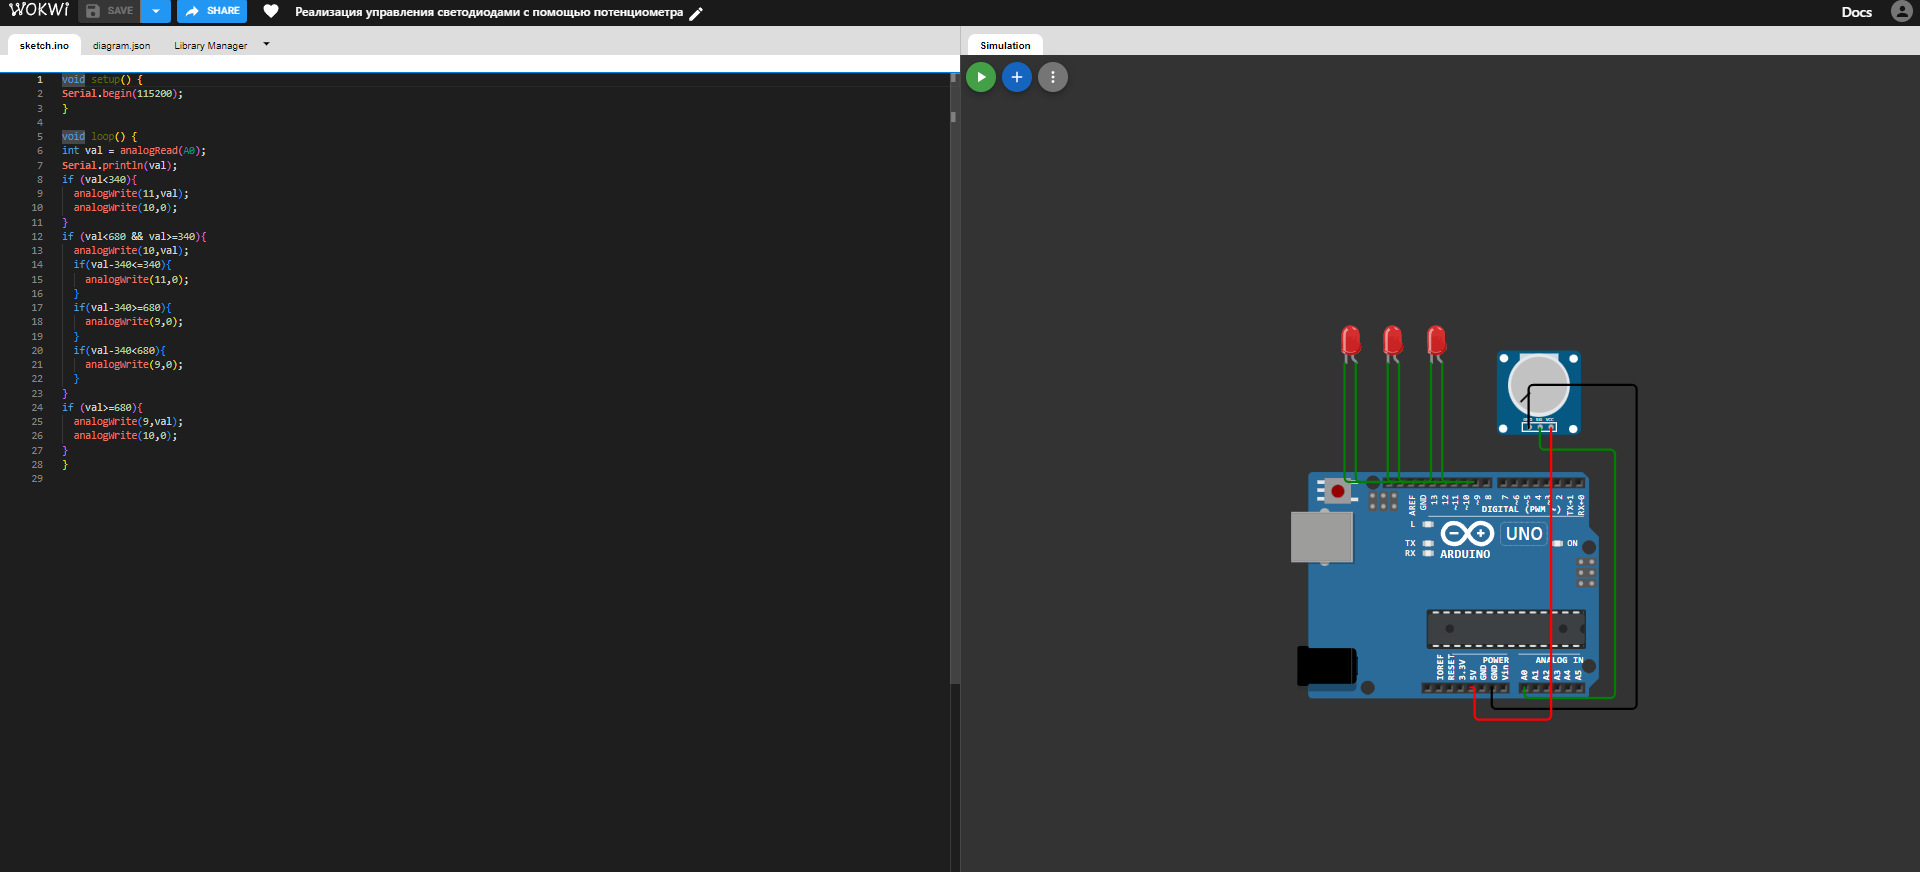 WOKWI
SAVE
SHARE
Реализация управления светодиодами с помощью потенциометра
Docs
sketch.ino
diagram.json
Library Manager
Simulation
1 void setup() {
2 Serial.begin(115200);
3 }
4
5 void loop() {
6 int val = analogRead(A0);
7 Serial.println(val);
8 if (val<340){
9 analogWrite(11,val);
10 analogWrite(10,0);
11 }
12 if (val<680 && val>=340){
13 analogWrite(10,val);
14 if(val-340<=340){
15 analogWrite(11,0);
16 }
17 if(val-340>=680){
18 analogWrite(9,0);
19 }
20 if(val-340<680){
21 analogWrite(9,0);
22 }
23 }
24 if (val>=680){
25 analogWrite(9,val);
26 analogWrite(10,0);
27 }
28 }
29
GND SIG VCC
AREF
GND
13
12
~11
~10
~9
8
7
~6
~5
4
~3
2
TX→1
RX←0
DIGITAL (PWM ~)
L
TX
RX
UNO
ARDUINO
ON
POWER
ANALOG IN
IOREF
RESET
3.3V
5V
GND
GND
Vin
A0
A1
A2
A3
A4
A5